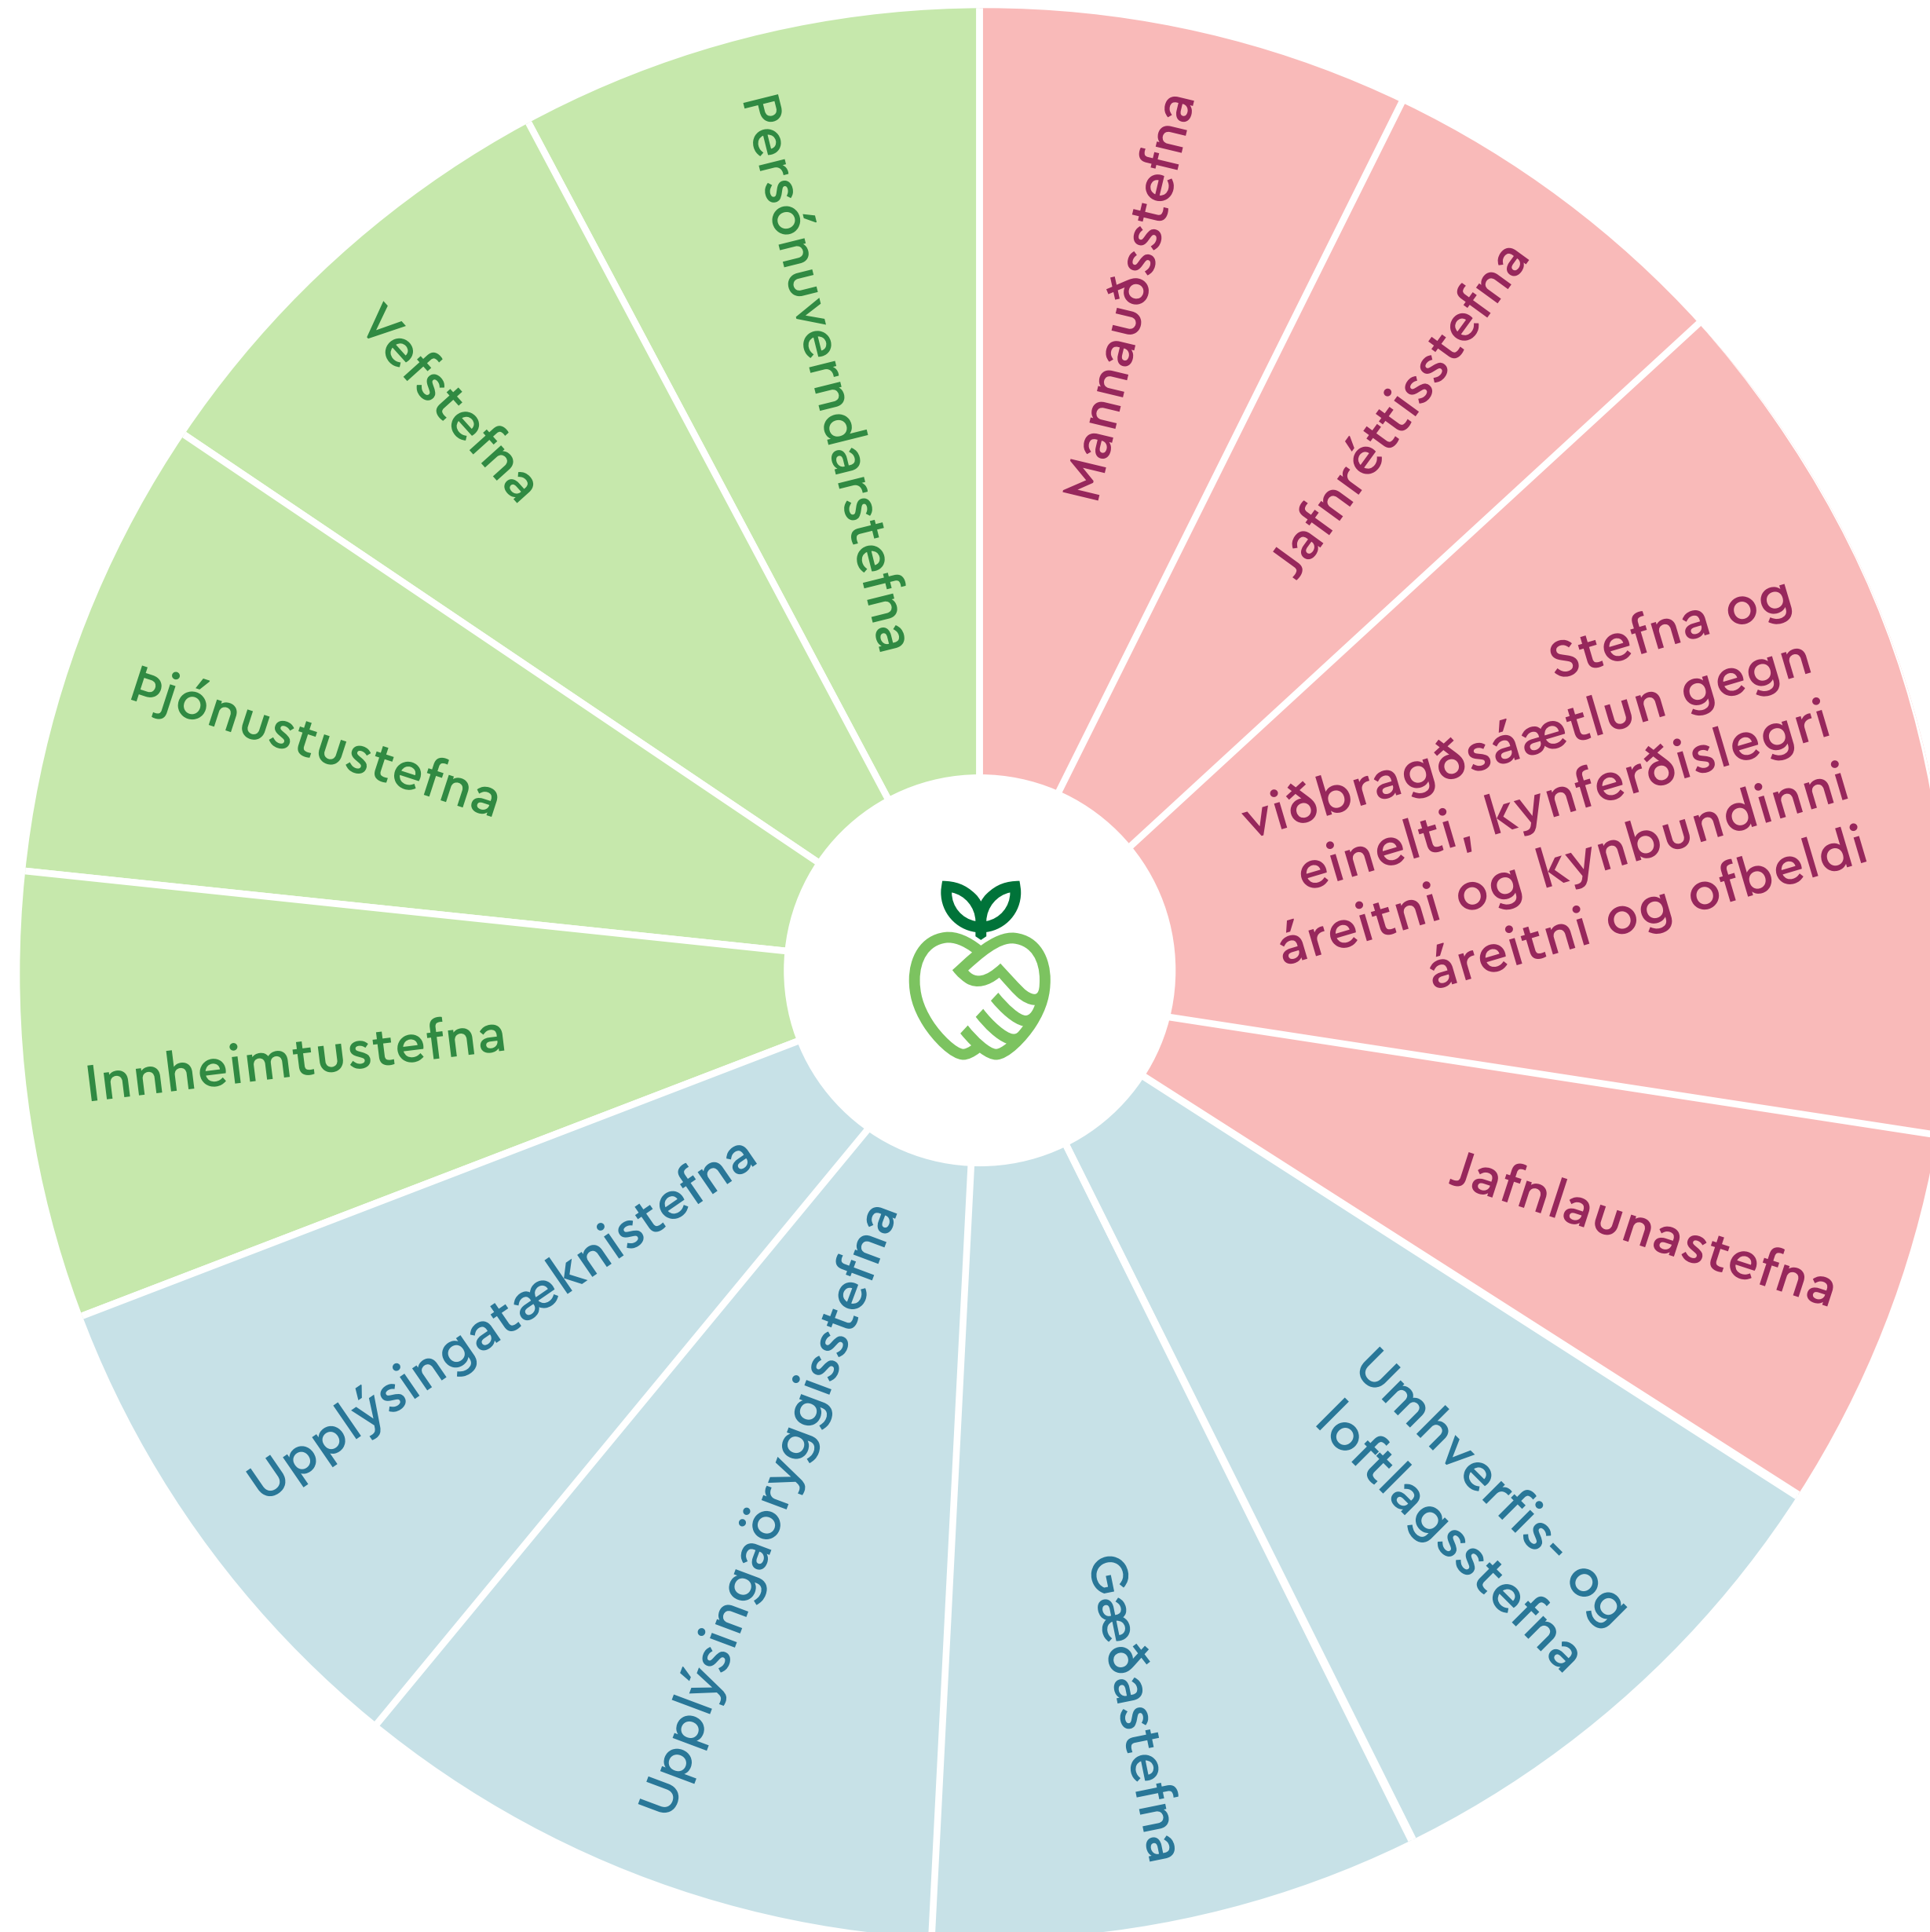 Mannauðsstefna
Jafnréttisstefna
Stefna og
viðbragðsáætlun gegn
einelti, kynferðislegri
áreitni og kynbundinni
áreitni og ofbeldi
Jafnlaunastefna
Umhverfis- og
loftlagsstefna
Gæðastefna
Upplýsingaöryggisstefna
Upplýsingatæknistefna
Innheimtustefna
Þjónustustefna
Vefstefna
Persónuverndarstefna